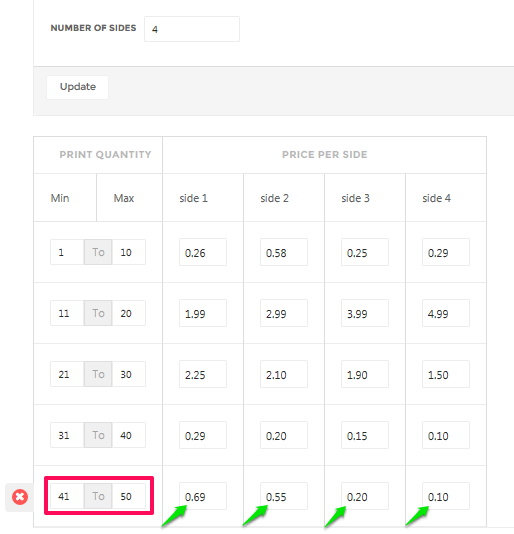 NUMBER OF SIDES 4
Update
PRINT QUANTITY PRICE PER SIDE
Min Max side 1 side 2 side 3 side 4
1 To 10 0.26 0.58 0.25 0.29
11 To 20 1.99 2.99 3.99 4.99
21 To 30 2.25 2.10 1.90 1.50
31 To 40 0.29 0.20 0.15 0.10
41 To 50 0.69 0.55 0.20 0.10